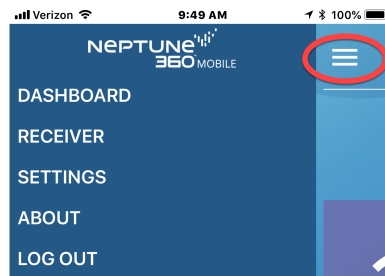 Verizon 9:49 AM 100%
NEPTUNE
360 MOBILE
DASHBOARD
RECEIVER
SETTINGS
ABOUT
LOG OUT